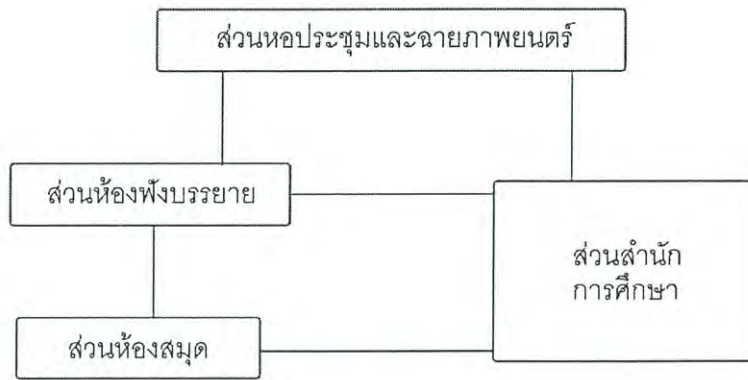 ส่วนหอประชุมและฉายภาพยนตร์
ส่วนห้องฟังบรรยาย
ส่วนสำนัก
การศึกษา
ส่วนห้องสมุด